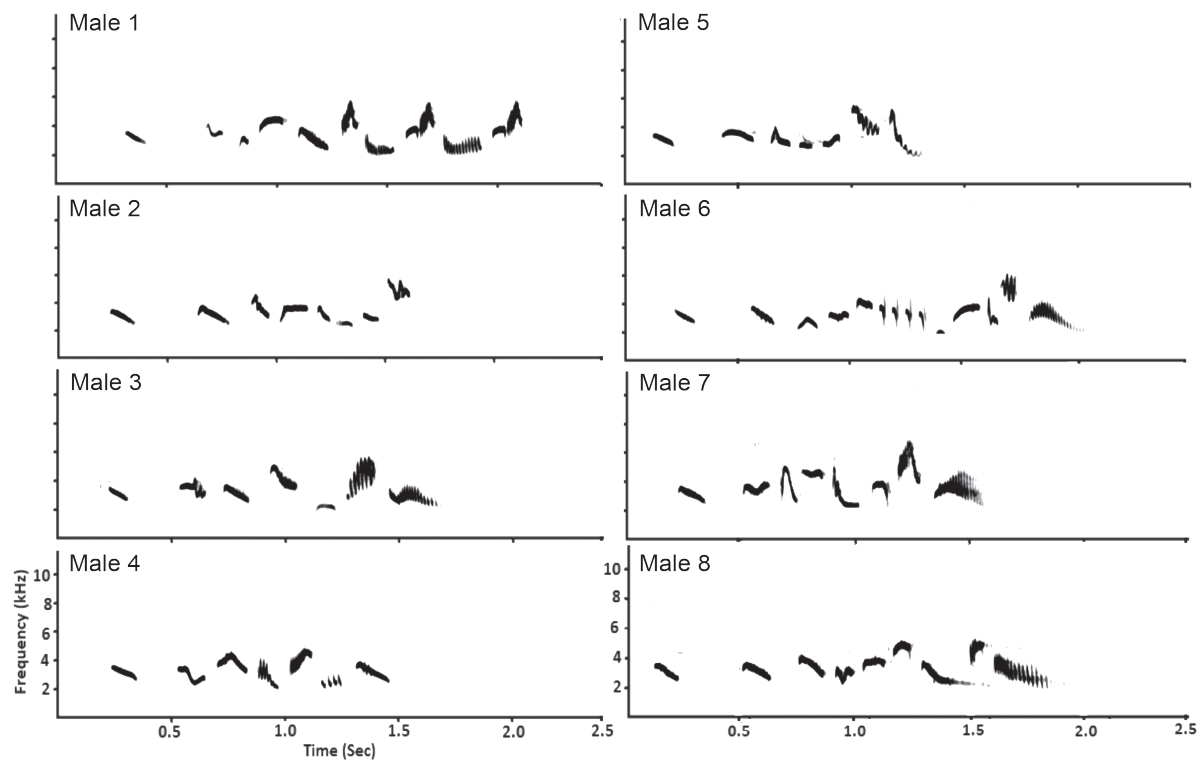 Male 1
Male 5
Male 2
Male 6
Male 3
Male 7
Male 4
Male 8
Frequency (kHz)
10
8
6
4
2
10
8
6
4
2
0.5 1.0 1.5 2.0 2.5
0.5 1.0 1.5 2.0 2.5
Time (Sec)